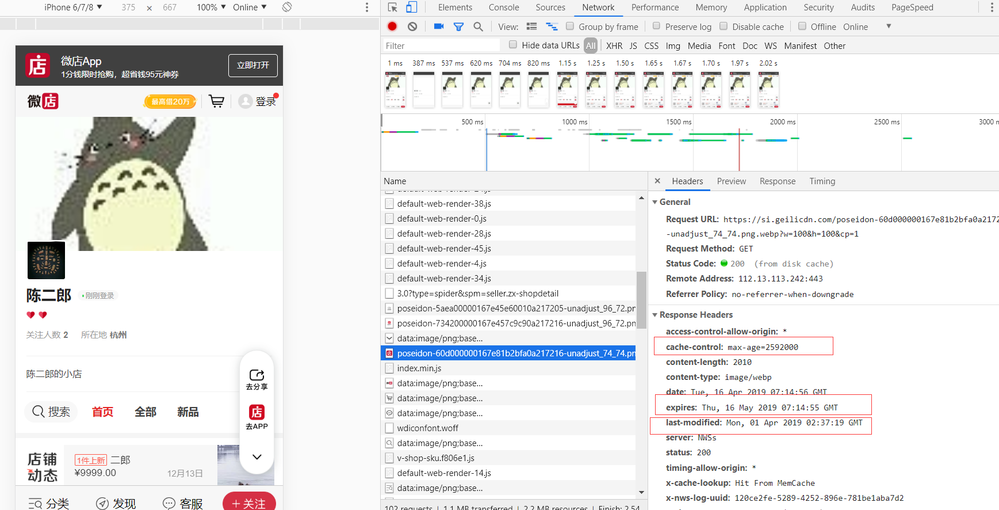 iPhone 6/7/8 ▼ 375 × 667 100% ▼ Online ▼
微店App
1分钱限时抢购，超省钱95元神券
立即打开
店
微店
最高借20万
登录
陈二郎
刚刚登录
关注人数 2 所在地 杭州
陈二郎的小店
去分享
店
去APP
搜索 首页 全部 新品
店铺
动态
1件上新 二郎
¥9999.00
12月13日
分类 发现 客服 + 关注
Elements Console Sources Network Performance Memory Application Security Audits PageSpeed
View: Group by frame Preserve log Disable cache Offline Online ▼
Filter Hide data URLs All XHR JS CSS Img Media Font Doc WS Manifest Other
1 ms 387 ms 537 ms 620 ms 704 ms 820 ms 1.15 s 1.25 s 1.50 s 1.65 s 1.67 s 1.70 s 1.97 s 2.02 s
500 ms 1000 ms 1500 ms 2000 ms 2500 ms 3000 m
Name
default-web-render-38.js
default-web-render-0.js
default-web-render-28.js
default-web-render-45.js
default-web-render-4.js
default-web-render-34.js
3.0?type=spider&spm=seller.zx-shopdetail
poseidon-5aea00000167e45e60010a217205-unadjust_96_72.pr
poseidon-734200000167e457c9c90a217216-unadjust_96_72.pn
data:image/png;base...
poseidon-60d000000167e81b2bfa0a217216-unadjust_74_74.pn
index.min.js
data:image/png;base...
data:image/png;base...
data:image/png;base...
wdiconfont.woff
data:image/png;base...
v-shop-sku.f806e1.js
default-web-render-14.js
data:image/png;base...
102 requests | 1.1 MB transferred | 2.2 MB resources | Finish: 2.54
× Headers Preview Response Timing
General
Request URL: https://si.geilicdn.com/poseidon-60d000000167e81b2bfa0a2172
-unadjust_74_74.png.webp?w=100&h=100&cp=1
Request Method: GET
Status Code: 200 (from disk cache)
Remote Address: 112.13.113.242:443
Referrer Policy: no-referrer-when-downgrade
Response Headers
access-control-allow-origin: *
cache-control: max-age=2592000
content-length: 2010
content-type: image/webp
date: Tue, 16 Apr 2019 07:14:56 GMT
expires: Thu, 16 May 2019 07:14:55 GMT
last-modified: Mon, 01 Apr 2019 02:37:19 GMT
server: NWSs
status: 200
timing-allow-origin: *
x-cache-lookup: Hit From MemCache
x-nws-log-uuid: 120ce2fe-5289-4252-896e-781be1aba7d2